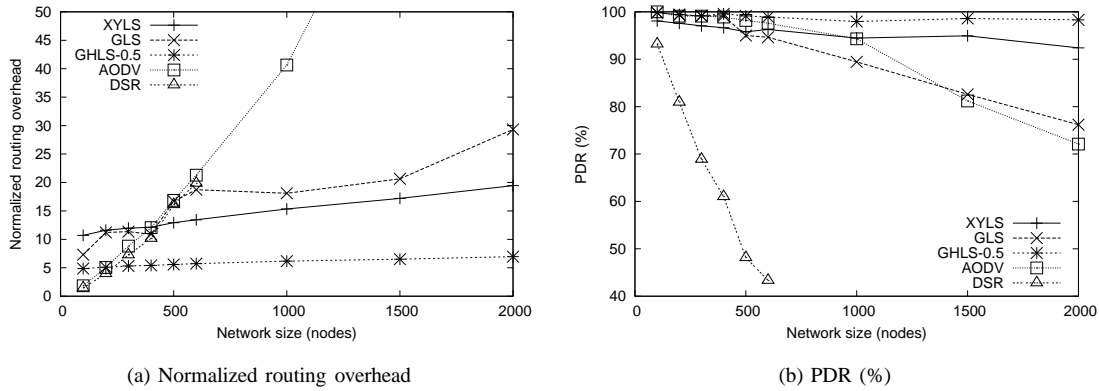 50
45
40
35
30
25
20
15
10
5
0
Normalized routing overhead
XYLS
GLS
GHLS-0.5
AODV
DSR
0 500 1000 1500 2000
Network size (nodes)
(a) Normalized routing overhead
100
90
80
70
60
50
40
PDR (%)
XYLS
GLS
GHLS-0.5
AODV
DSR
0 500 1000 1500 2000
Network size (nodes)
(b) PDR (%)